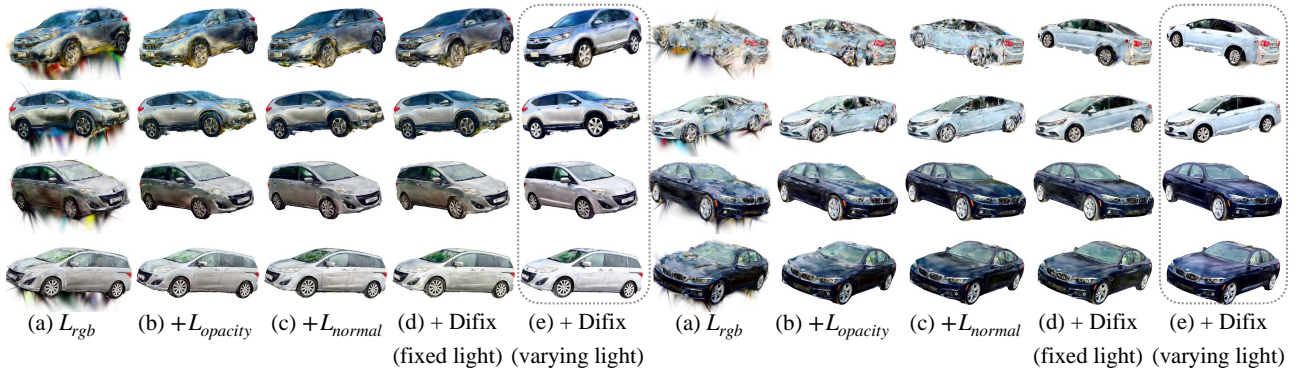 (a) L_rgb (b) +L_opacity (c) +L_normal (d) + Difix (e) + Difix (a) L_rgb (b) +L_opacity (c) +L_normal (d) + Difix (e) + Difix
(fixed light) (varying light) (fixed light) (varying light)